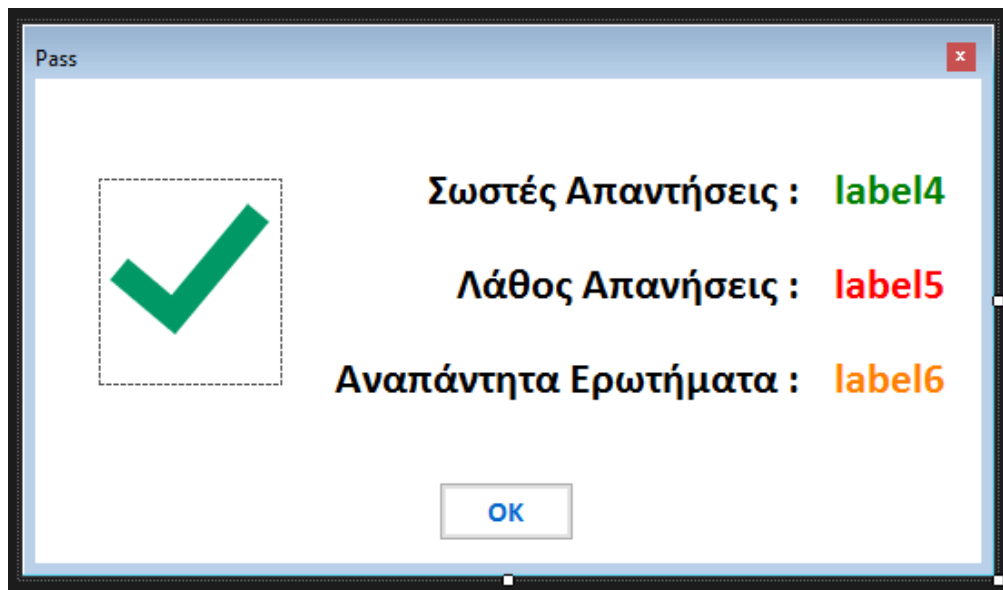 Pass
x
Σωστές Απαντήσεις : label4
Λάθος Απανήσεις : label5
Αναπάντητα Ερωτήματα : label6
OK